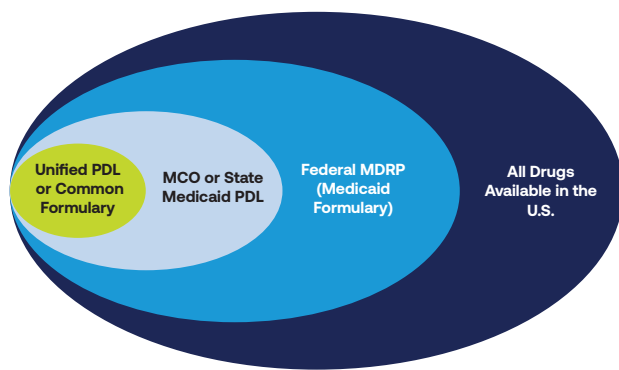 Unified PDL
or Common
Formulary
MCO or State
Medicaid PDL
Federal MDRP
(Medicaid
Formulary)
All Drugs
Available in the
U.S.